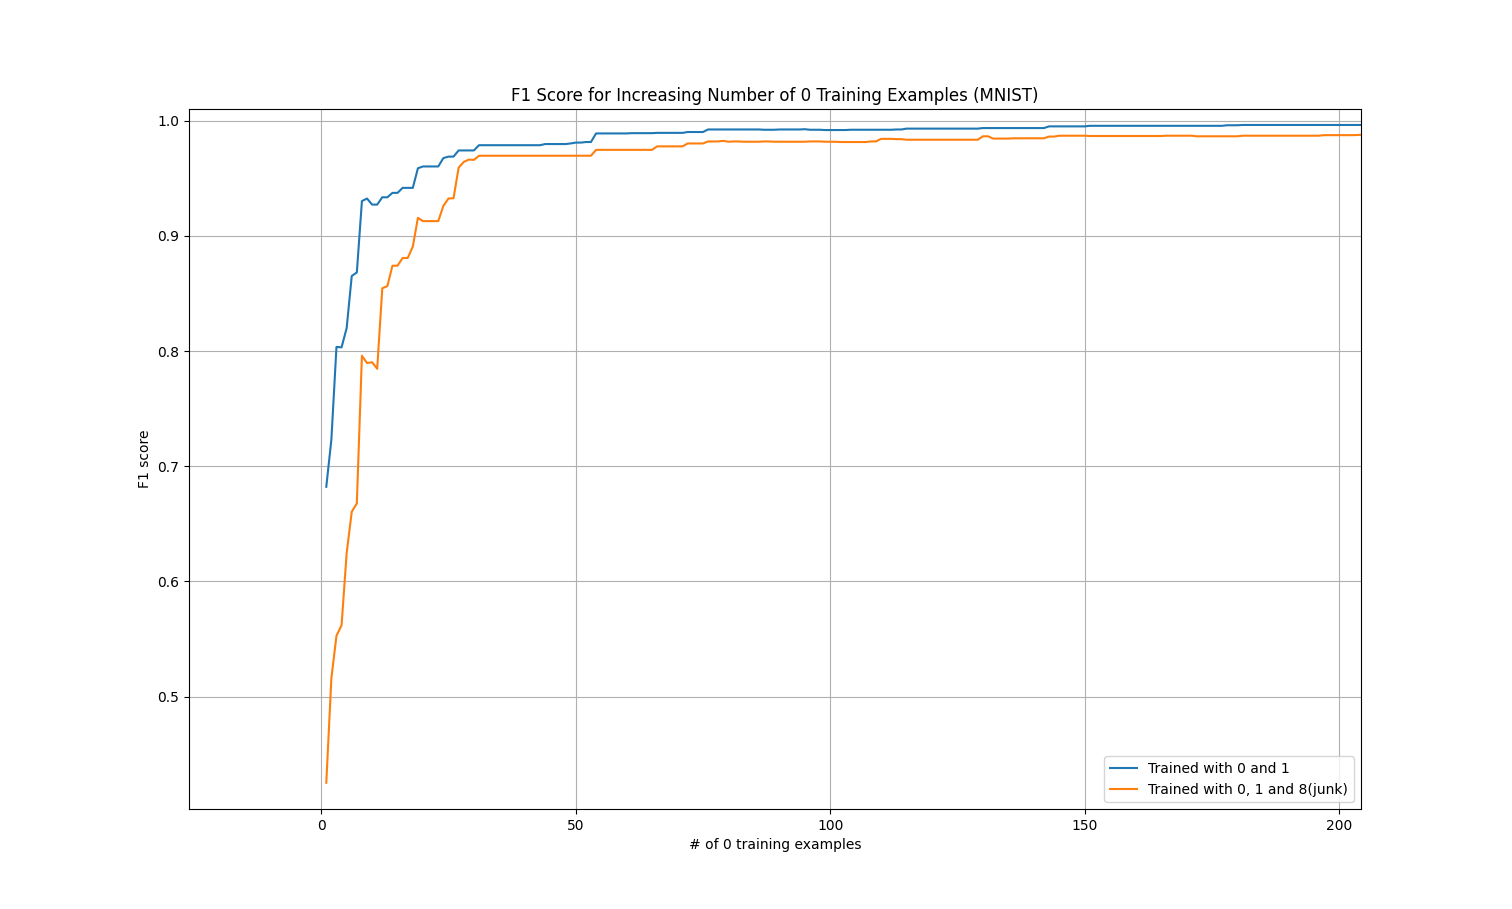 F1 Score for Increasing Number of 0 Training Examples (MNIST)
1.0
0.9
0.8
0.7
0.6
0.5
F1 score
0 50 100 150 200
# of 0 training examples
Trained with 0 and 1
Trained with 0, 1 and 8(junk)